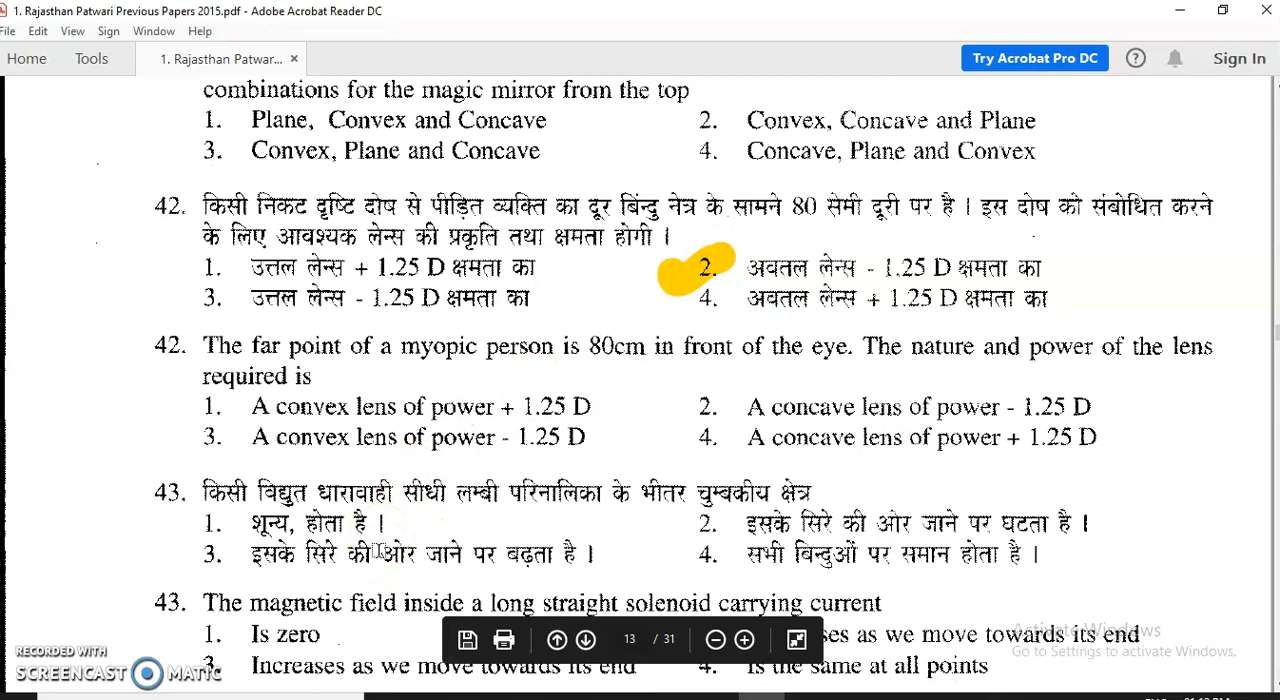 1. Rajasthan Patwari Previous Papers 2015.pdf - Adobe Acrobat Reader DC
File Edit View Sign Window Help
Home Tools 1. Rajasthan Patwar... × Try Acrobat Pro DC Sign In
combinations for the magic mirror from the top
1. Plane, Convex and Concave 2. Convex, Concave and Plane
3. Convex, Plane and Concave 4. Concave, Plane and Convex
42. किसी निकट दृष्टि दोष से पीड़ित व्यक्ति का दूर बिंन्दु नेत्र के सामने 80 सेमी दूरी पर है । इस दोष को संबोधित करने
के लिए आवश्यक लेन्स की प्रकृति तथा क्षमता होगी ।
1. उत्तल लेन्स + 1.25 D क्षमता का 2. अवतल लेन्स - 1.25 D क्षमता का
3. उत्तल लेन्स - 1.25 D क्षमता का 4. अवतल लेन्स + 1.25 D क्षमता का
42. The far point of a myopic person is 80cm in front of the eye. The nature and power of the lens
required is
1. A convex lens of power + 1.25 D 2. A concave lens of power - 1.25 D
3. A convex lens of power - 1.25 D 4. A concave lens of power + 1.25 D
43. किसी विद्युत धारावाही सीधी लम्बी परिनालिका के भीतर चुम्बकीय क्षेत्र
1. शून्य, होता है । 2. इसके सिरे की ओर जाने पर घटता है ।
3. इसके सिरे की ओर जाने पर बढ़ता है । 4. सभी बिन्दुओं पर समान होता है ।
43. The magnetic field inside a long straight solenoid carrying current
1. Is zero ses as we move towards its end
3. Increases as we move towards its end 4. Is the same at all points
13 / 31
Activate Windows
Go to Settings to activate Windows.
RECORDED WITH
SCREENCAST MATIC